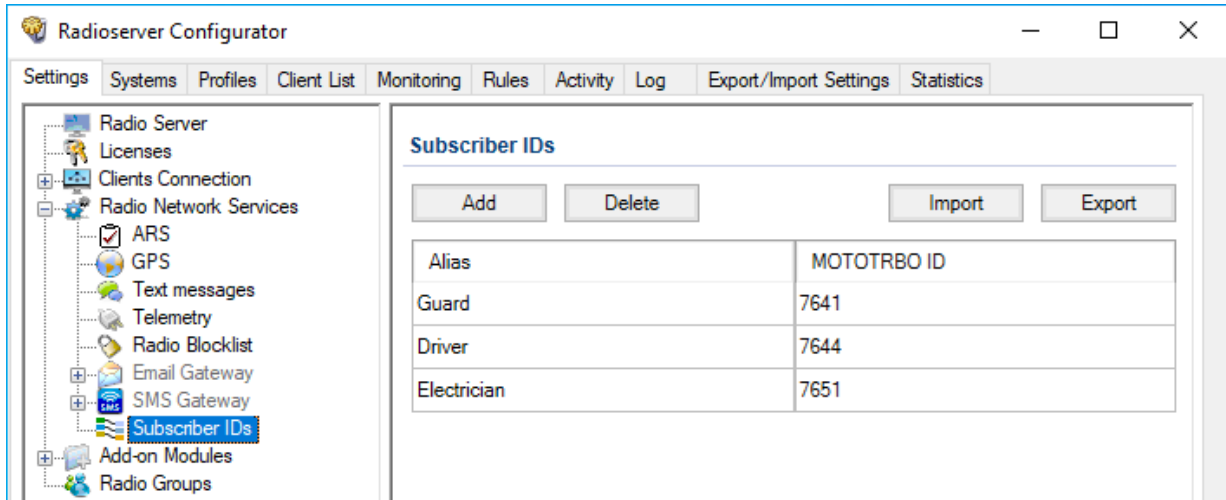 Radioserver Configurator
Settings Systems Profiles Client List Monitoring Rules Activity Log Export/Import Settings Statistics
Radio Server
Licenses
Clients Connection
Radio Network Services
ARS
GPS
Text messages
Telemetry
Radio Blocklist
Email Gateway
SMS Gateway
Subscriber IDs
Add-on Modules
Radio Groups
Subscriber IDs
Add Delete Import Export
Alias MOTOTRBO ID
Guard 7641
Driver 7644
Electrician 7651